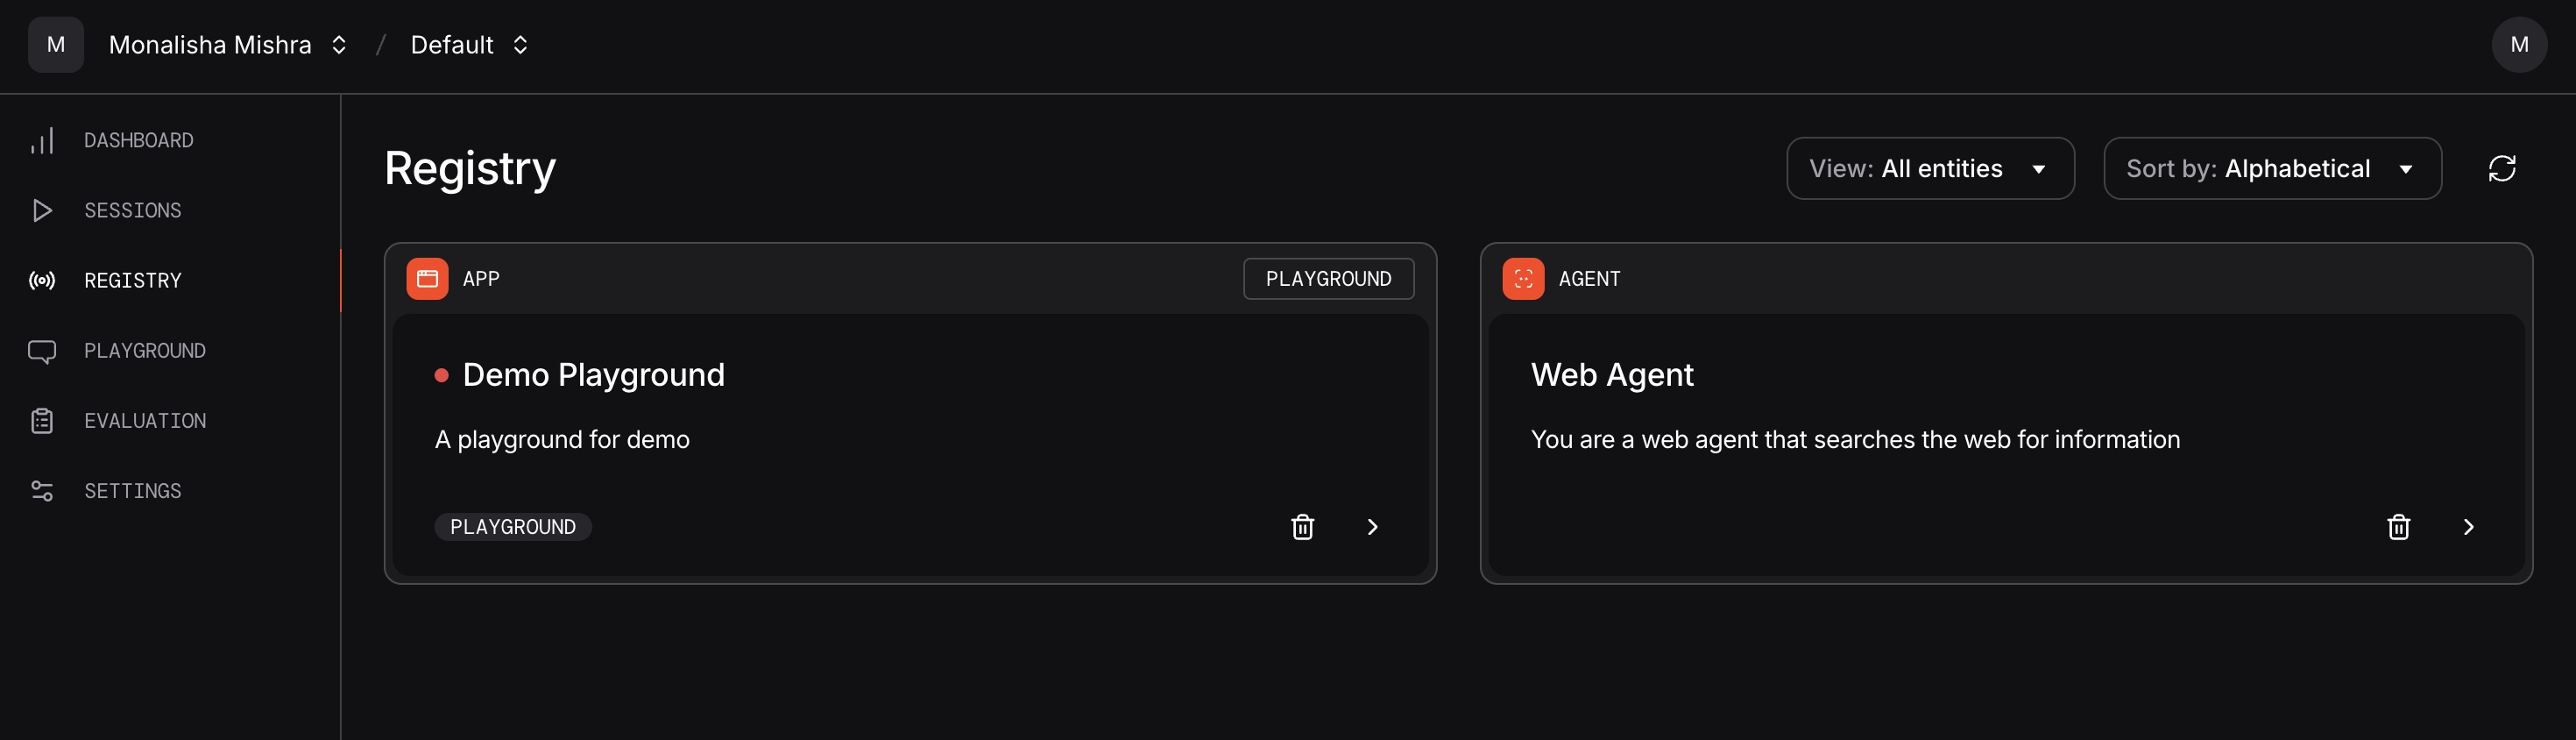 M Monalisha Mishra / Default M
DASHBOARD
SESSIONS
REGISTRY
PLAYGROUND
EVALUATION
SETTINGS
Registry
View: All entities
Sort by: Alphabetical
APP
PLAYGROUND
Demo Playground
A playground for demo
PLAYGROUND
AGENT
Web Agent
You are a web agent that searches the web for information